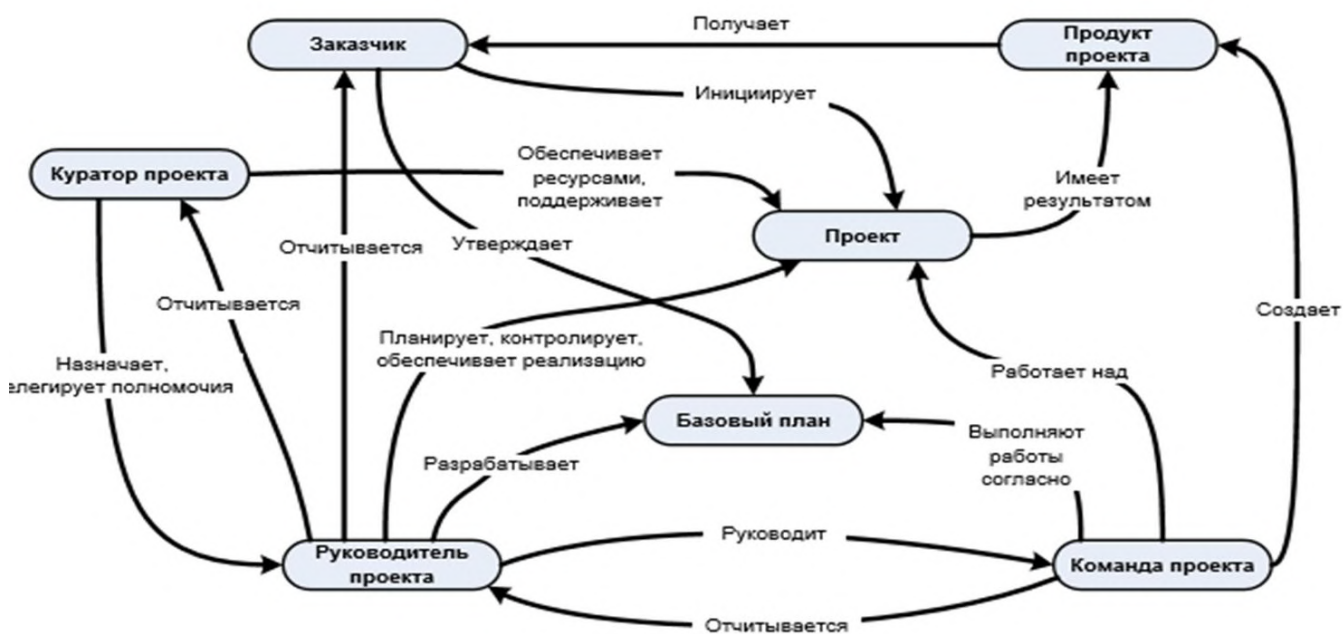 Получает
Заказчик
Продукт
проекта
Инициирует
Обеспечивает
ресурсами,
поддерживает
Куратор проекта
Имеет
результатом
Проект
Отчитывается
Утверждает
Отчитывается
Создает
Планирует, контролирует,
обеспечивает реализацию
Назначает,
елегирует полномочия
Работает над
Базовый план
Выполняют
работы
согласно
Разрабатывает
Руководит
Руководитель
проекта
Команда проекта
Отчитывается